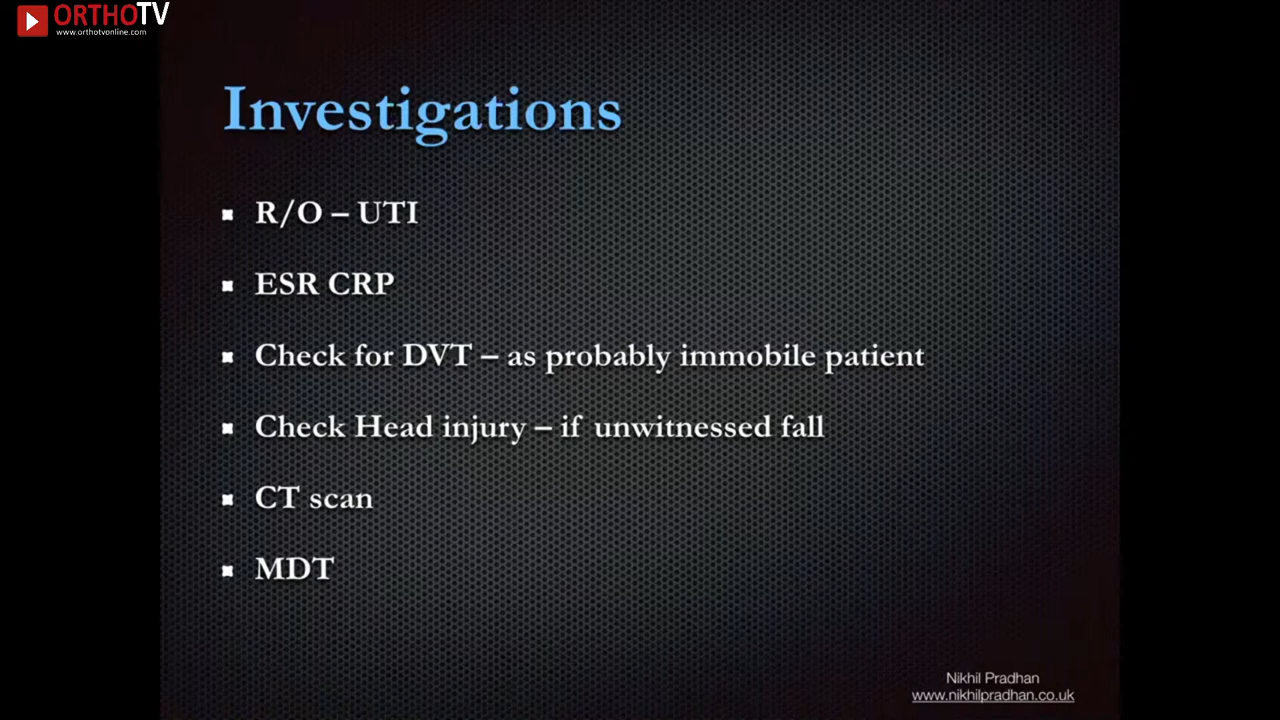 ORTHOTV
www.orthotvonline.com
Investigations
R/O – UTI
ESR CRP
Check for DVT – as probably immobile patient
Check Head injury – if unwitnessed fall
CT scan
MDT
Nikhil Pradhan
www.nikhilpradhan.co.uk